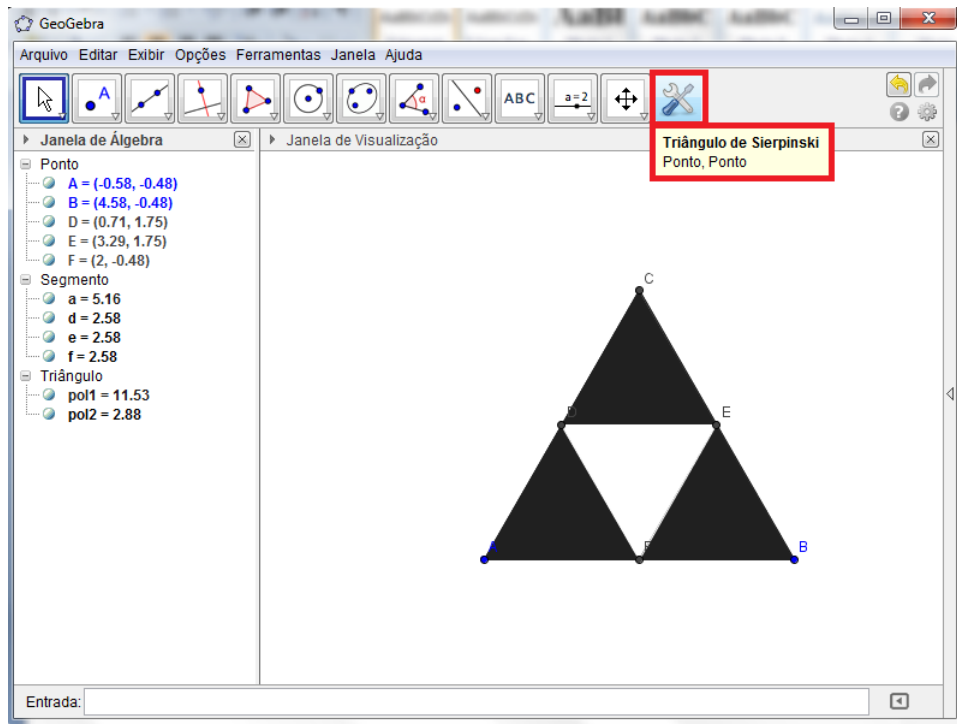 GeoGebra
Arquivo Editar Exibir Opções Ferramentas Janela Ajuda
A
α
ABC
a=2
Triângulo de Sierpinski
Ponto, Ponto
Janela de Álgebra
Janela de Visualização
Ponto
A = (-0.58, -0.48)
B = (4.58, -0.48)
D = (0.71, 1.75)
E = (3.29, 1.75)
F = (2, -0.48)
Segmento
a = 5.16
d = 2.58
e = 2.58
f = 2.58
Triângulo
pol1 = 11.53
pol2 = 2.88
C
D
E
A
F
B
Entrada: